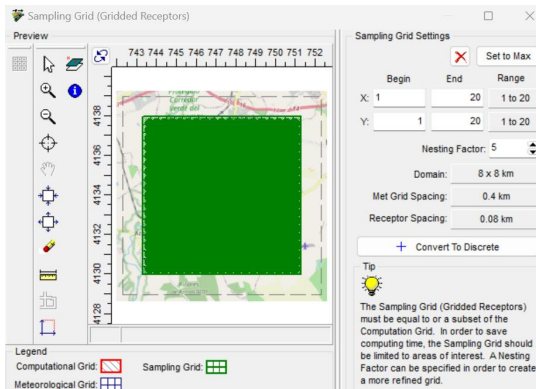 Sampling Grid (Gridded Receptors)
Preview
743 744 745 746 747 748 749 750 751 752
4138
4136
4134
4132
4130
4128
Corredor
Verde del
Legend
Computational Grid:
Sampling Grid:
Meteorological Grid:
Sampling Grid Settings
Set to Max
Begin End Range
X: 1 20 1 to 20
Y: 1 20 1 to 20
Nesting Factor: 5
Domain: 8 x 8 km
Met Grid Spacing: 0.4 km
Receptor Spacing: 0.08 km
+ Convert To Discrete
Tip
The Sampling Grid (Gridded Receptors)
must be equal to or a subset of the
Computation Grid. In order to save
computing time, the Sampling Grid should
be limited to areas of interest. A Nesting
Factor can be specified in order to create
a more refined grid.